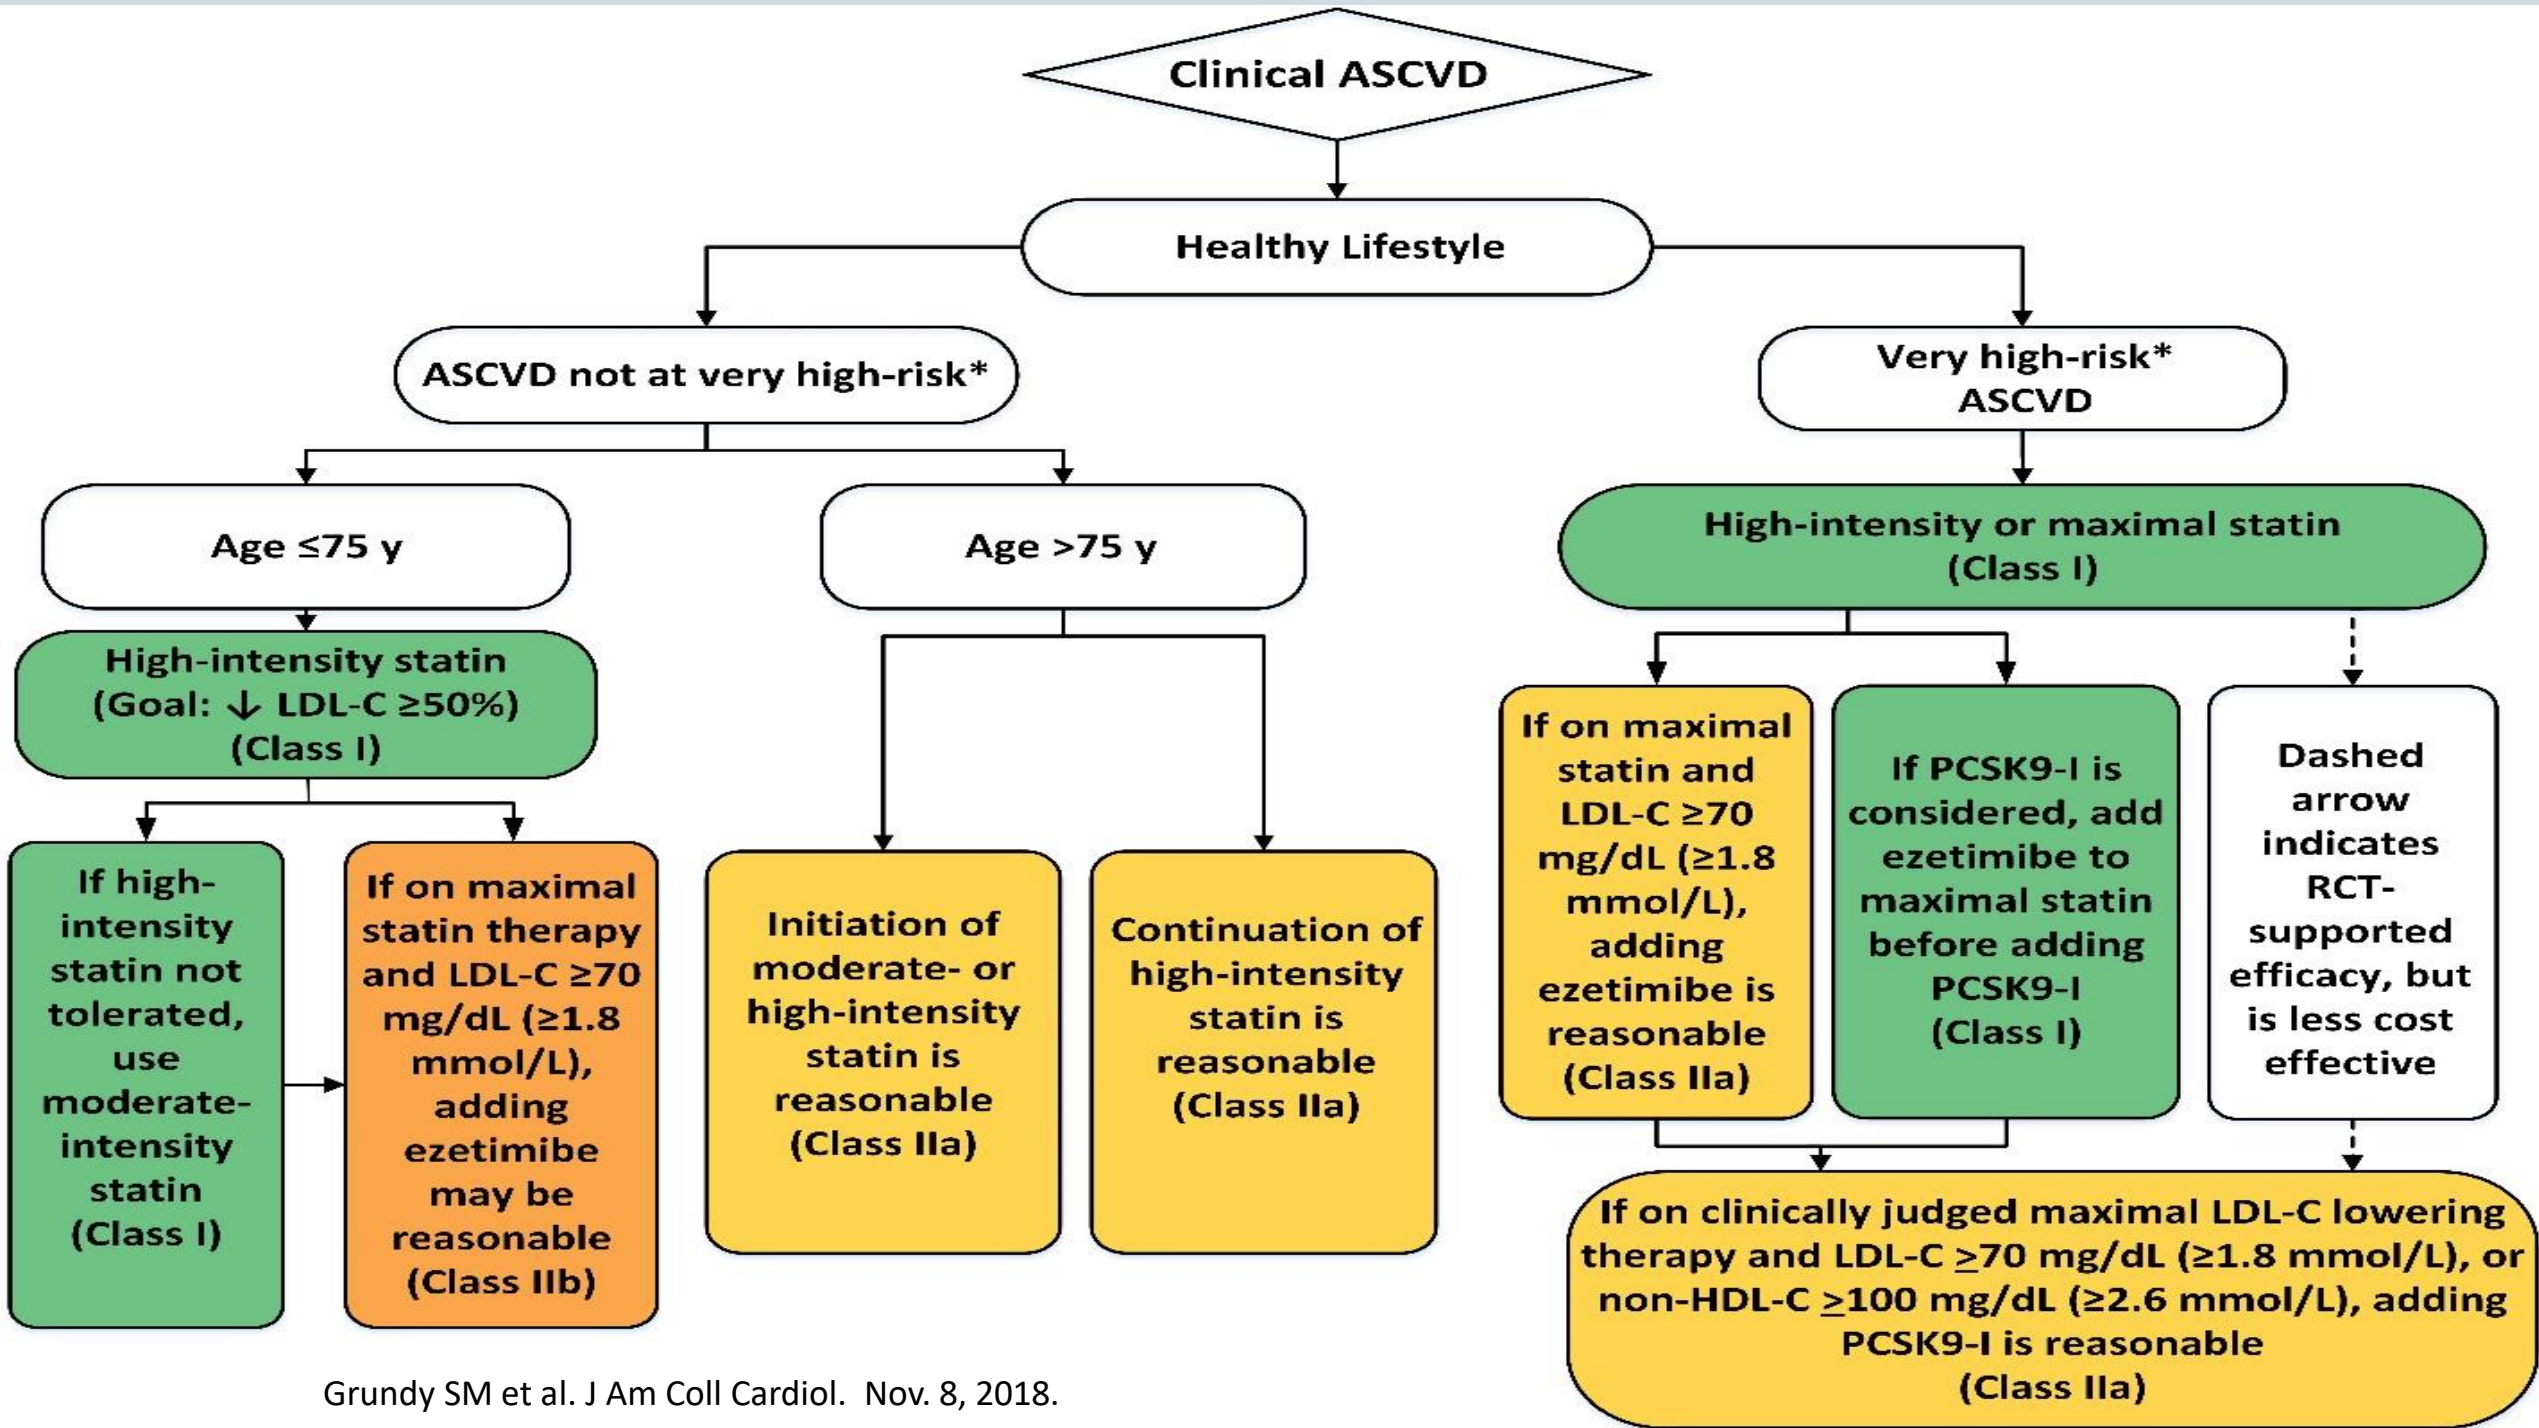 Clinical ASCVD
Healthy Lifestyle
ASCVD not at very high-risk*
Very high-risk*
ASCVD
Age ≤75 y
Age >75 y
High-intensity or maximal statin
(Class I)
High-intensity statin
(Goal: ↓ LDL-C ≥50%)
(Class I)
If high-
intensity
statin not
tolerated,
use
moderate-
intensity
statin
(Class I)
If on maximal
statin therapy
and LDL-C ≥70
mg/dL (≥1.8
mmol/L),
adding
ezetimibe
may be
reasonable
(Class IIb)
Initiation of
moderate- or
high-intensity
statin is
reasonable
(Class IIa)
Continuation of
high-intensity
statin is
reasonable
(Class IIa)
If on maximal
statin and
LDL-C ≥70
mg/dL (≥1.8
mmol/L),
adding
ezetimibe is
reasonable
(Class IIa)
If PCSK9-I is
considered, add
ezetimibe to
maximal statin
before adding
PCSK9-I
(Class I)
Dashed
arrow
indicates
RCT-
supported
efficacy, but
is less cost
effective
If on clinically judged maximal LDL-C lowering
therapy and LDL-C ≥70 mg/dL (≥1.8 mmol/L), or
non-HDL-C ≥100 mg/dL (≥2.6 mmol/L), adding
PCSK9-I is reasonable
(Class IIa)
Grundy SM et al. J Am Coll Cardiol.  Nov. 8, 2018.